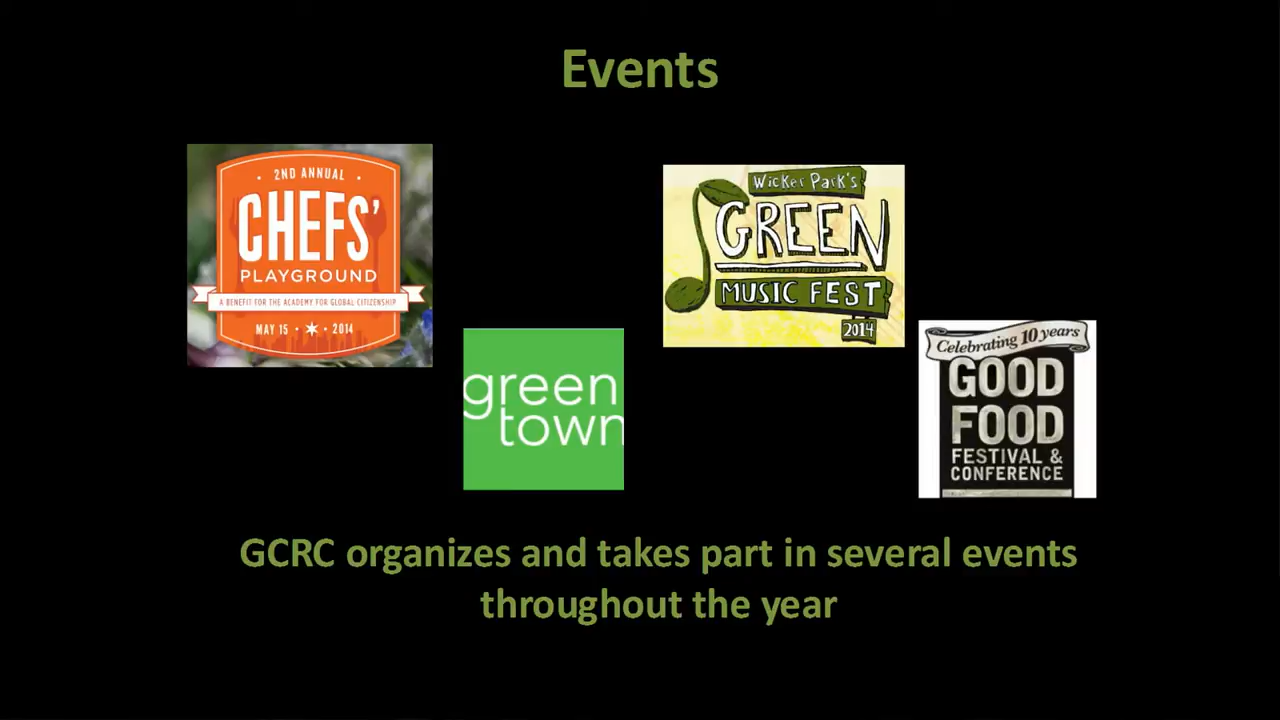 Events
• 2ND ANNUAL •
CHEFS'
PLAYGROUND
A BENEFIT FOR THE ACADEMY FOR GLOBAL CITIZENSHIP
MAY 15 • ✶ • 2014
green
town
Wicker Park's
GREEN
MUSIC FEST
2014
Celebrating 10 years
GOOD
FOOD
FESTIVAL &
CONFERENCE
GCRC organizes and takes part in several events
throughout the year